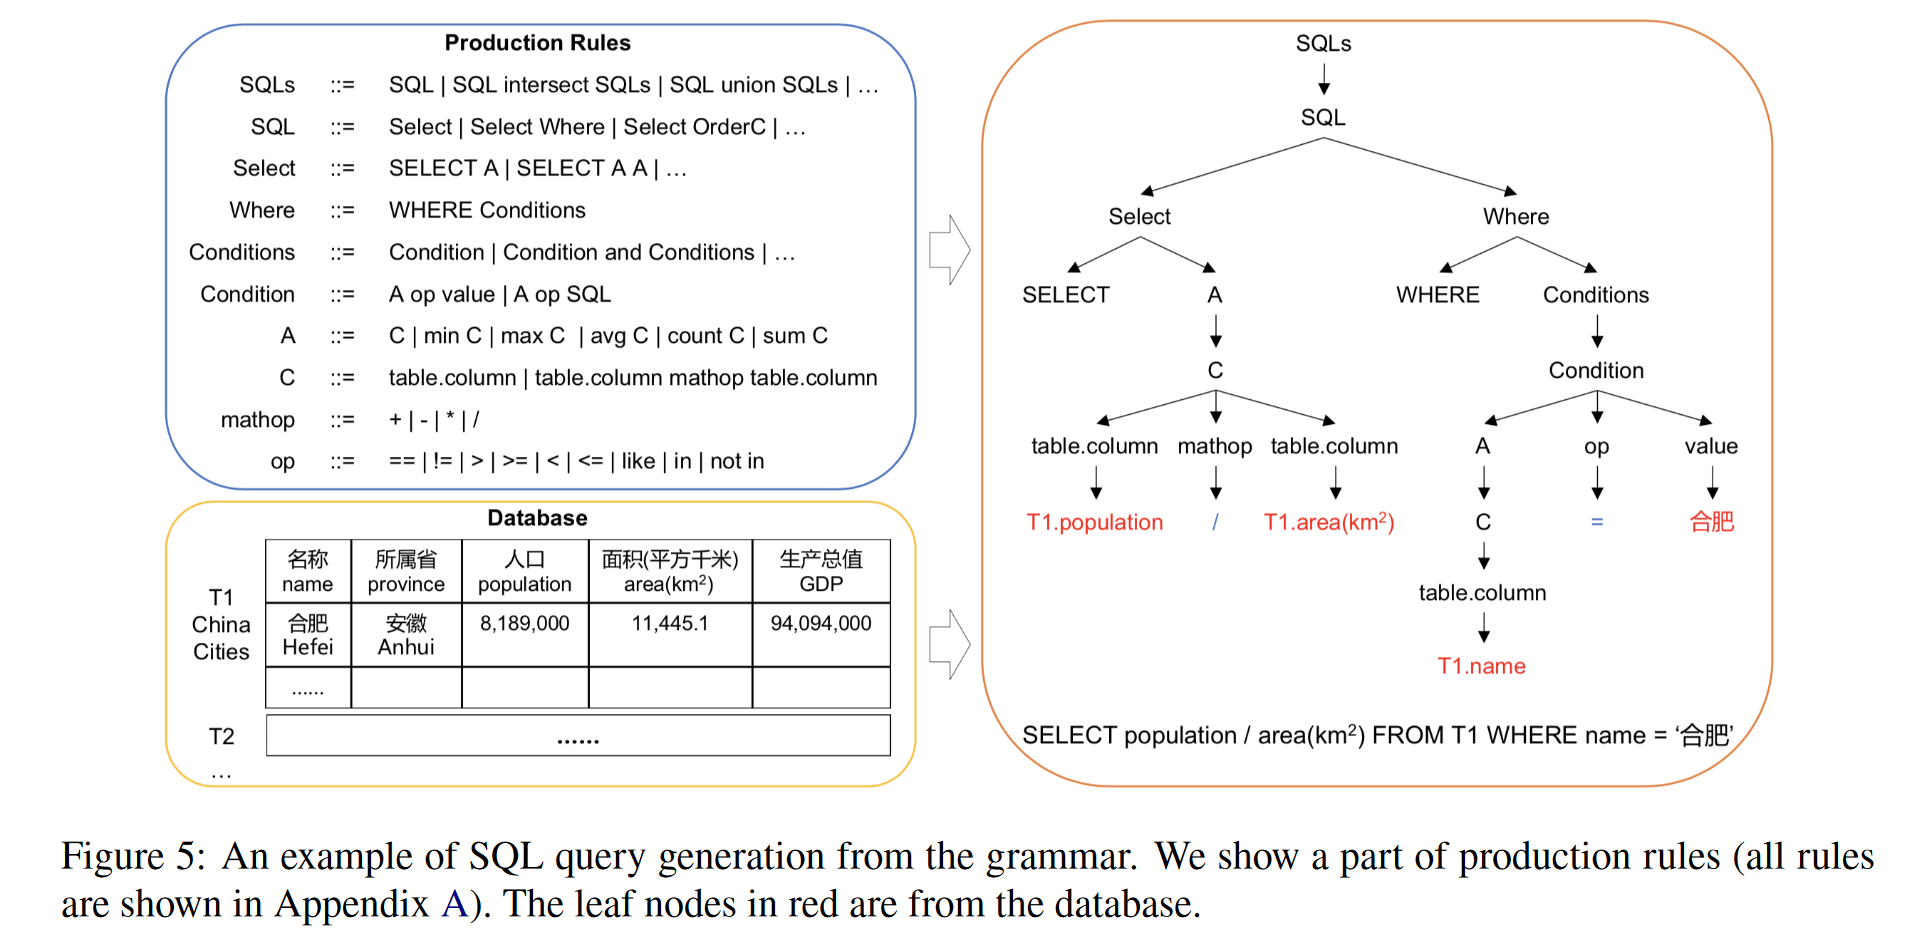 Production Rules
SQLs ::= SQL | SQL intersect SQLs | SQL union SQLs | …
SQL ::= Select | Select Where | Select OrderC | …
Select ::= SELECT A | SELECT A A | …
Where ::= WHERE Conditions
Conditions ::= Condition | Condition and Conditions | …
Condition ::= A op value | A op SQL
A ::= C | min C | max C | avg C | count C | sum C
C ::= table.column | table.column mathop table.column
mathop ::= + | - | * | /
op ::= == | != | > | >= | < | <= | like | in | not in
Database
名称 所属省 人口 面积(平方千米) 生产总值
name province population area(km²) GDP
T1
China
Cities
合肥 安徽 8,189,000 11,445.1 94,094,000
Hefei Anhui
......
T2 ......
...
SQLs
SQL
Select Where
SELECT A WHERE Conditions
C Condition
table.column mathop table.column A op value
T1.population / T1.area(km²) C = 合肥
table.column
T1.name
SELECT population / area(km²) FROM T1 WHERE name = ‘合肥’
Figure 5: An example of SQL query generation from the grammar. We show a part of production rules (all rules
are shown in Appendix A). The leaf nodes in red are from the database.